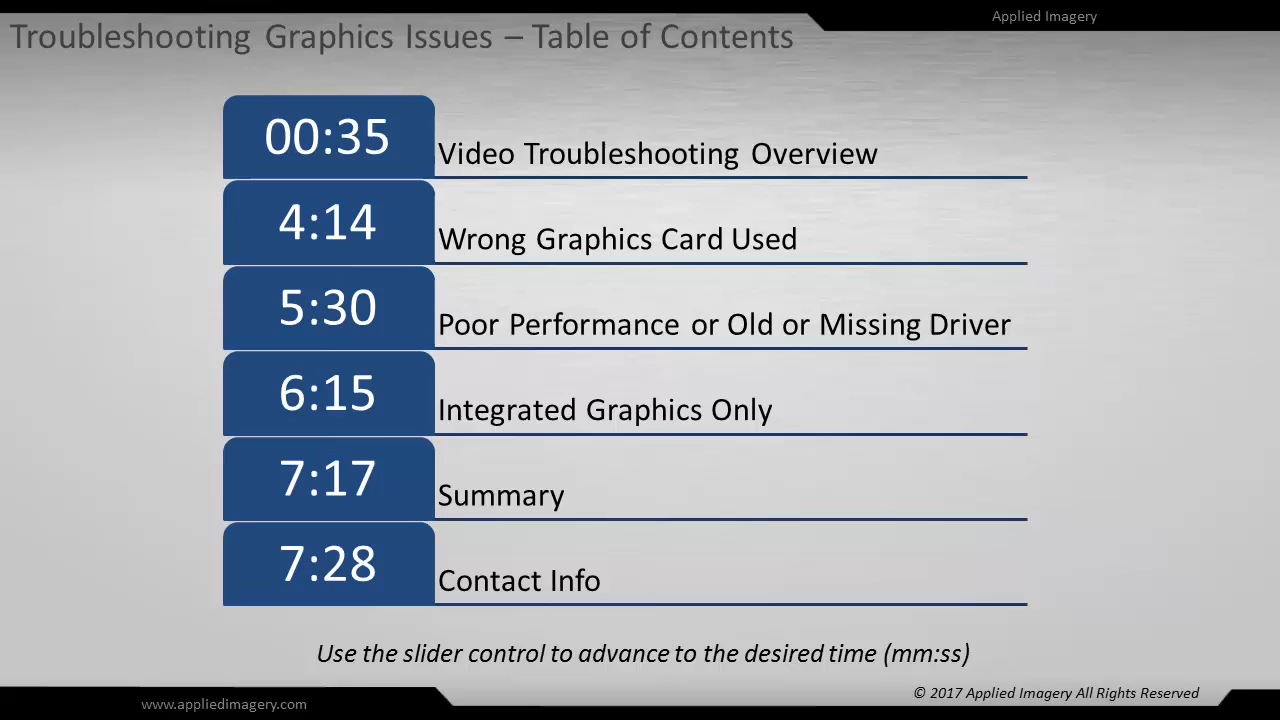 Applied Imagery
Troubleshooting Graphics Issues – Table of Contents
00:35
Video Troubleshooting Overview
4:14
Wrong Graphics Card Used
5:30
Poor Performance or Old or Missing Driver
6:15
Integrated Graphics Only
7:17
Summary
7:28
Contact Info
Use the slider control to advance to the desired time (mm:ss)
© 2017 Applied Imagery All Rights Reserved
www.appliedimagery.com